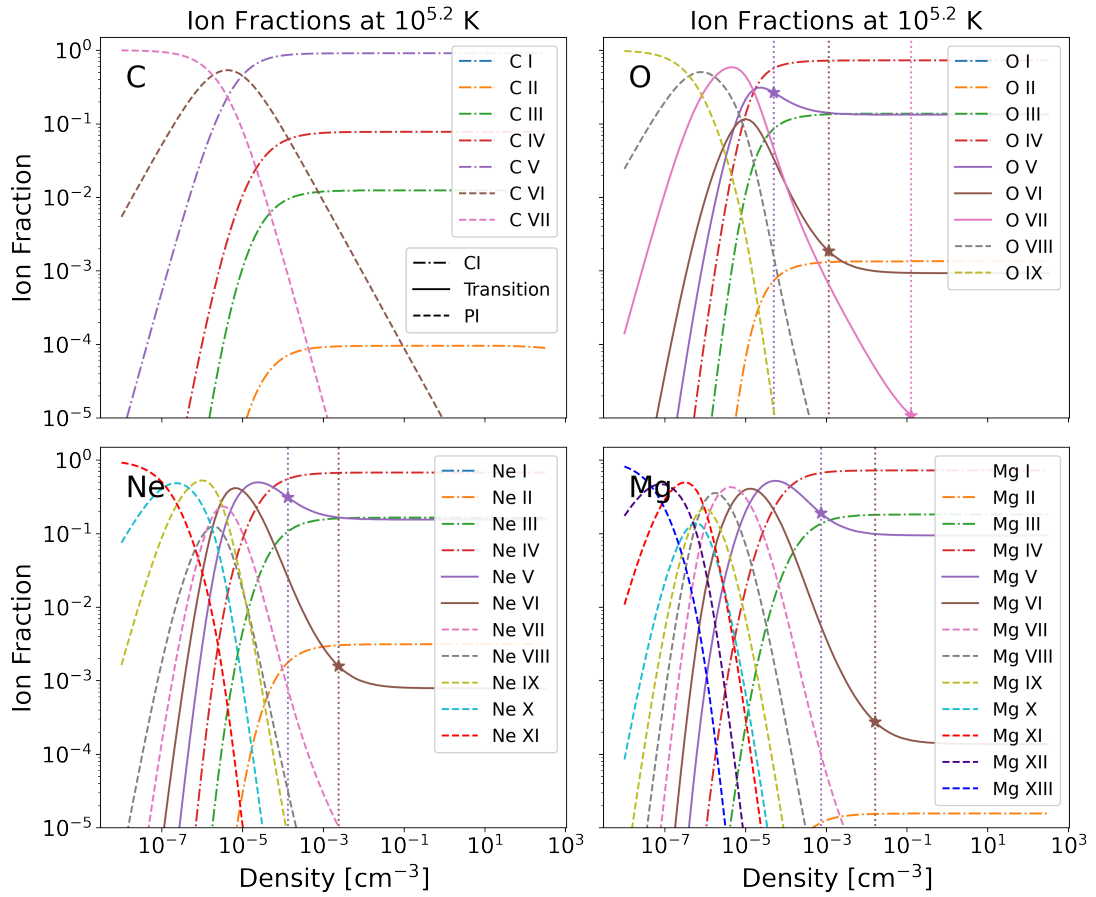 Ion Fractions at 10^5.2 K
Ion Fractions at 10^5.2 K
Ion Fraction
10^0
10^−1
10^−2
10^−3
10^−4
10^−5
C
C I
C II
C III
C IV
C V
C VI
C VII
CI
Transition
PI
O
O I
O II
O III
O IV
O V
O VI
O VII
O VIII
O IX
Ion Fraction
10^0
10^−1
10^−2
10^−3
10^−4
10^−5
Ne
Ne I
Ne II
Ne III
Ne IV
Ne V
Ne VI
Ne VII
Ne VIII
Ne IX
Ne X
Ne XI
Mg
Mg I
Mg II
Mg III
Mg IV
Mg V
Mg VI
Mg VII
Mg VIII
Mg IX
Mg X
Mg XI
Mg XII
Mg XIII
10^−7 10^−5 10^−3 10^−1 10^1 10^3
10^−7 10^−5 10^−3 10^−1 10^1 10^3
Density [cm^−3]
Density [cm^−3]